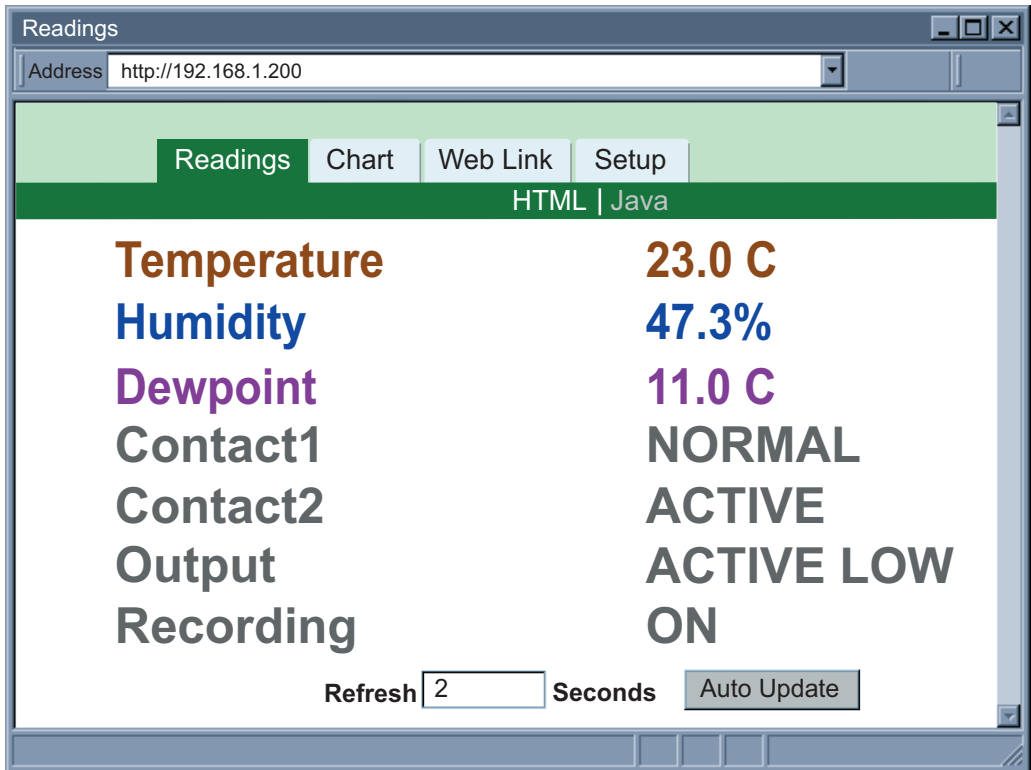 Readings
Address http://192.168.1.200
Readings Chart Web Link Setup
HTML | Java
Temperature 23.0 C
Humidity 47.3%
Dewpoint 11.0 C
Contact1 NORMAL
Contact2 ACTIVE
Output ACTIVE LOW
Recording ON
Refresh 2 Seconds Auto Update